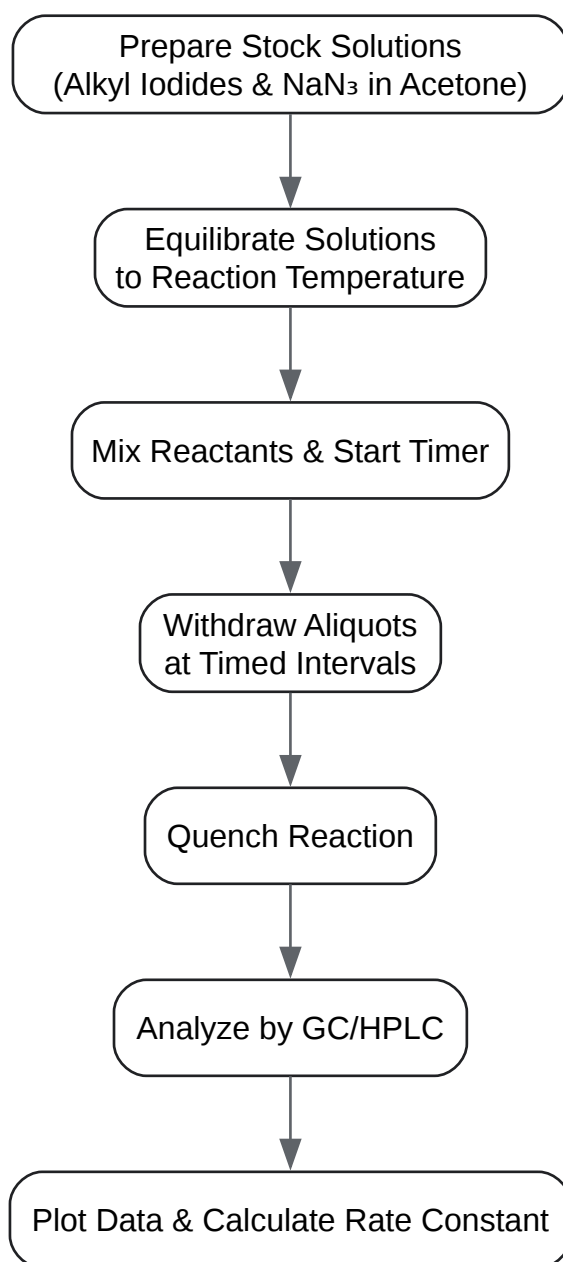 Prepare Stock Solutions
(Alkyl Iodides & NaN₃ in Acetone)
Equilibrate Solutions
to Reaction Temperature
Mix Reactants & Start Timer
Withdraw Aliquots
at Timed Intervals
Quench Reaction
Analyze by GC/HPLC
Plot Data & Calculate Rate Constant